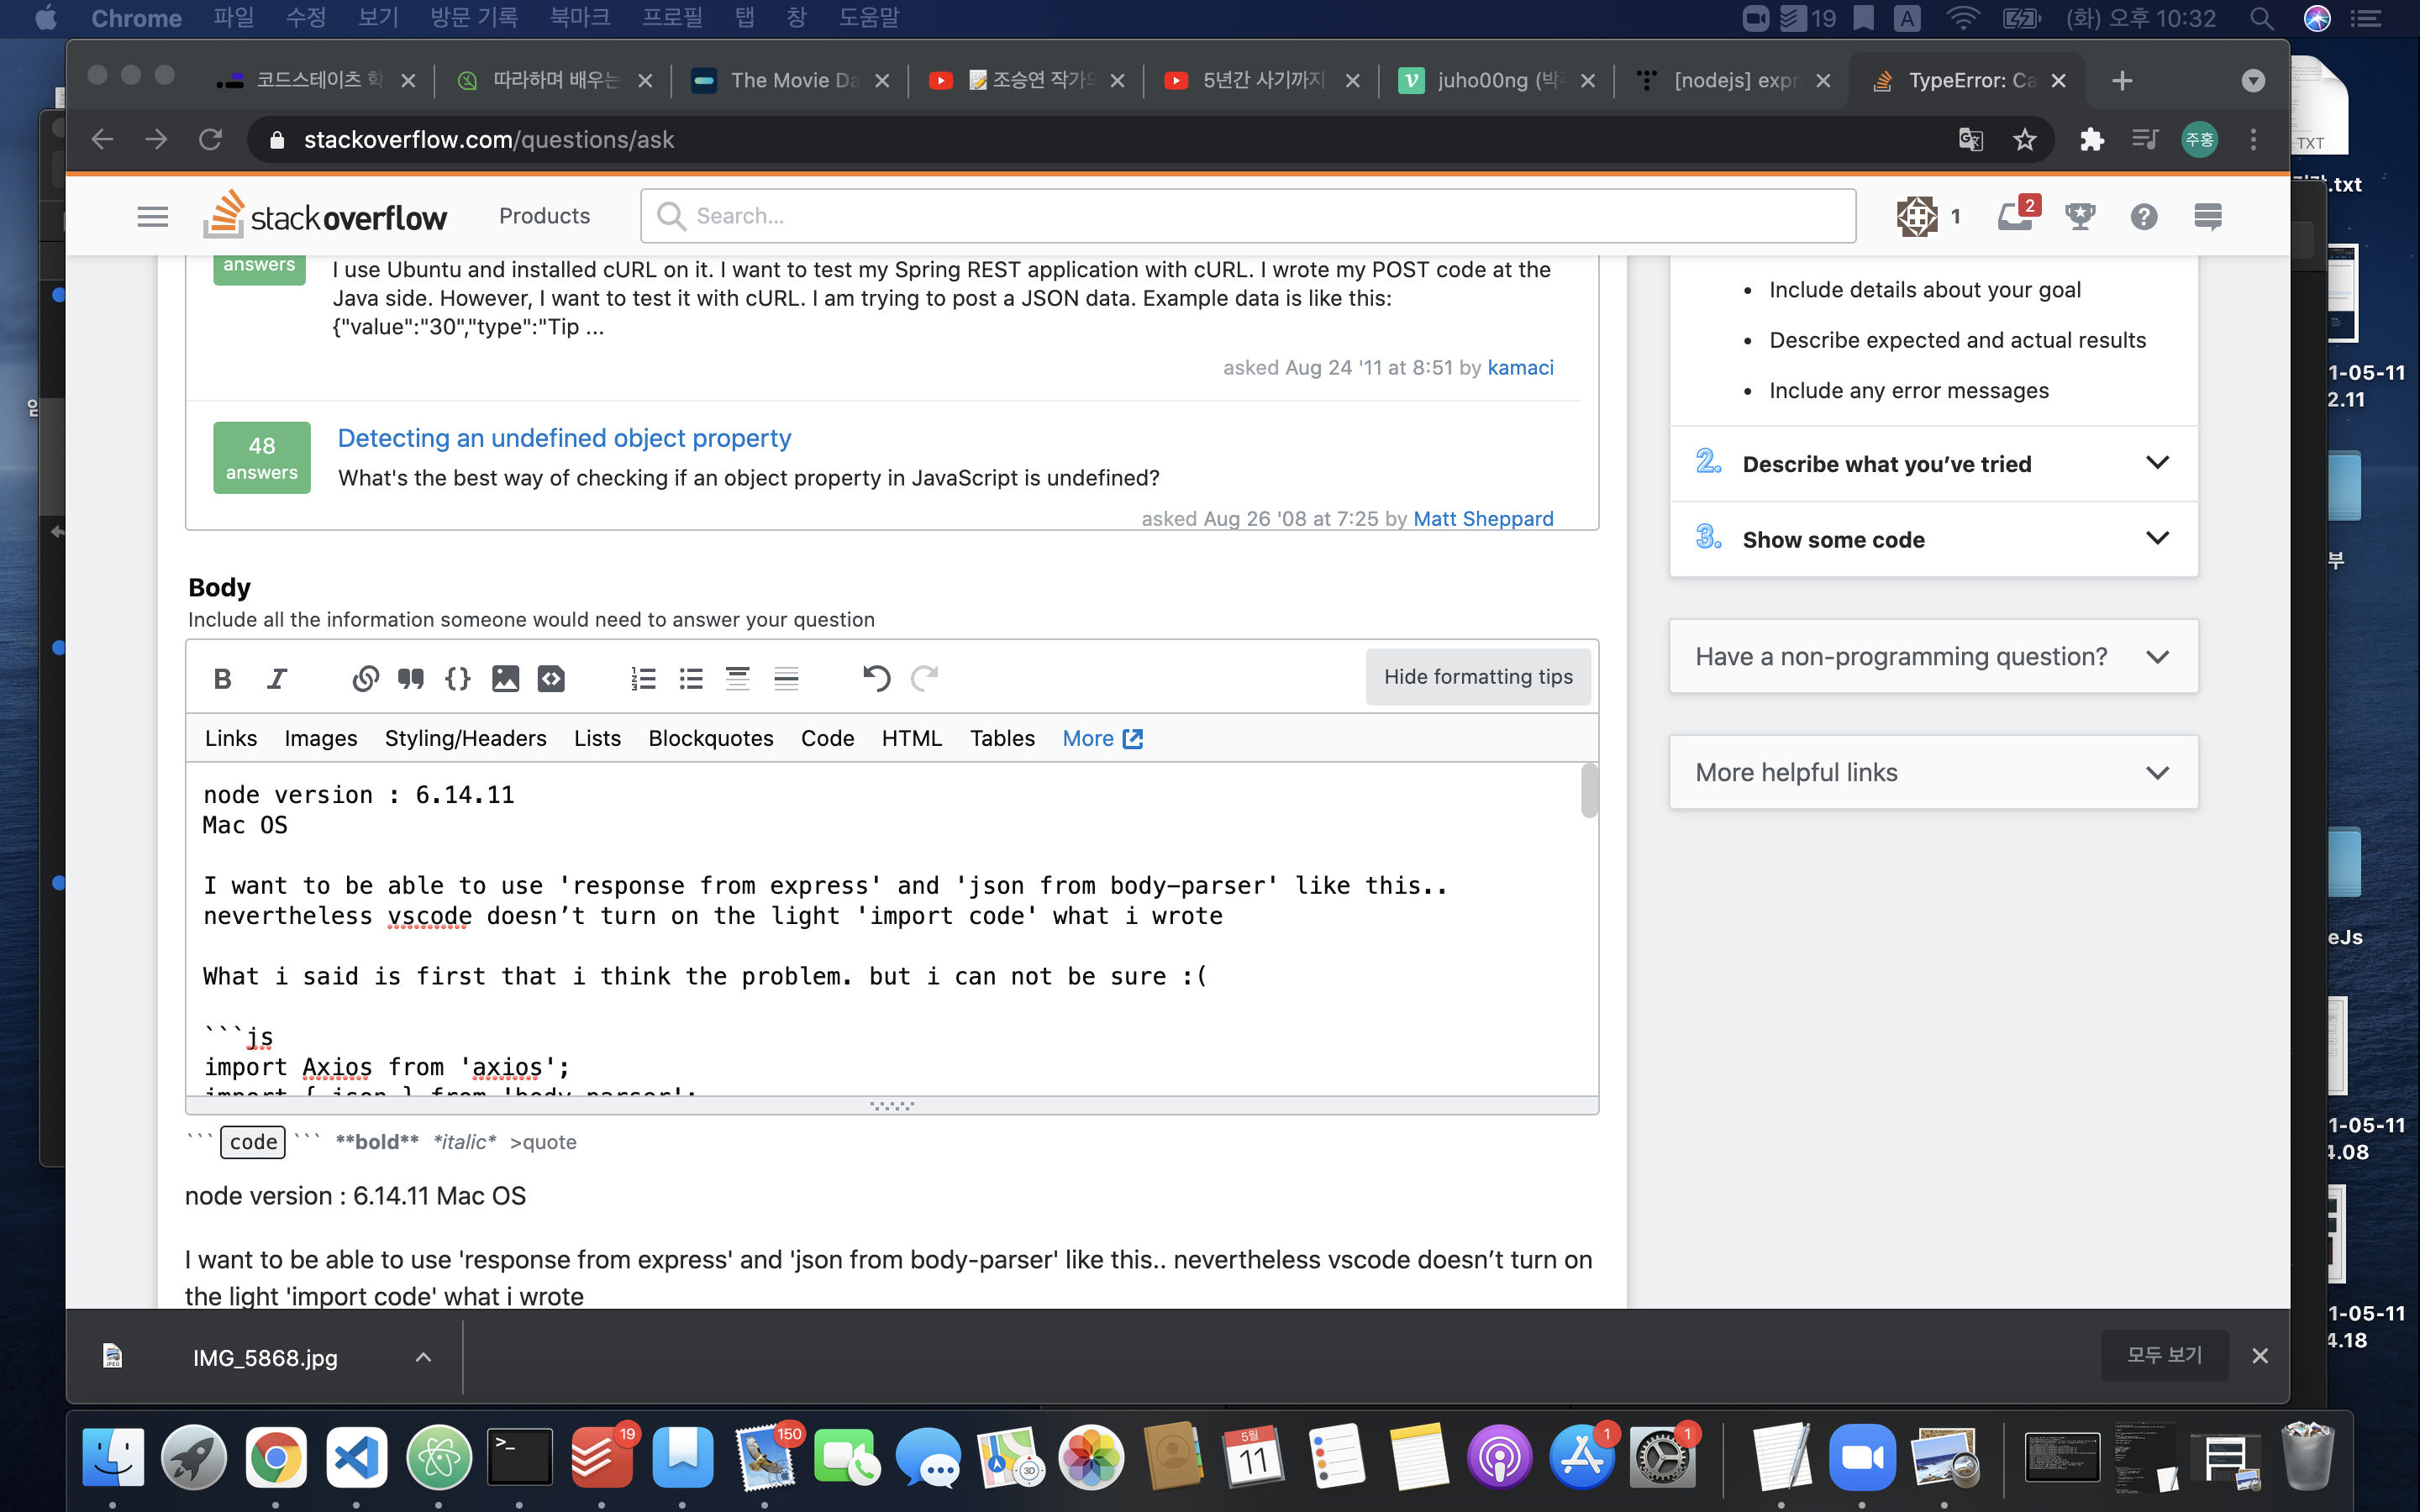 Chrome 파일 수정 보기 방문 기록 북마크 프로필 탭 창 도움말 19 A (화) 오후 10:32
코드스테이츠 학 따라하며 배우는 The Movie Da 조승연 작가의 5년간 사기까지 juho00ng (박주 [nodejs] expr TypeError: Ca
stackoverflow.com/questions/ask 주홍
TXT
.txt
stackoverflow Products Search... 1 2
answers
I use Ubuntu and installed cURL on it. I want to test my Spring REST application with cURL. I wrote my POST code at the
Java side. However, I want to test it with cURL. I am trying to post a JSON data. Example data is like this:
{"value":"30","type":"Tip ...
asked Aug 24 '11 at 8:51 by kamaci
48
answers
Detecting an undefined object property
What's the best way of checking if an object property in JavaScript is undefined?
asked Aug 26 '08 at 7:25 by Matt Sheppard
Include details about your goal
Describe expected and actual results
Include any error messages
2. Describe what you’ve tried
3. Show some code
Have a non-programming question?
More helpful links
Body
Include all the information someone would need to answer your question
B I Hide formatting tips
Links Images Styling/Headers Lists Blockquotes Code HTML Tables More
node version : 6.14.11
Mac OS
I want to be able to use 'response from express' and 'json from body-parser' like this..
nevertheless vscode doesn’t turn on the light 'import code' what i wrote
What i said is first that i think the problem. but i can not be sure :(
```js
import Axios from 'axios';
import { json } from 'body-parser';
``` code ``` **bold** *italic* >quote
node version : 6.14.11 Mac OS
I want to be able to use 'response from express' and 'json from body-parser' like this.. nevertheless vscode doesn’t turn on
the light 'import code' what i wrote
1-05-11
2.11
부
eJs
1-05-11
4.08
1-05-11
4.18
JPEG
IMG_5868.jpg 모두 보기
>_ 19 150 3D 5월 11 1 1